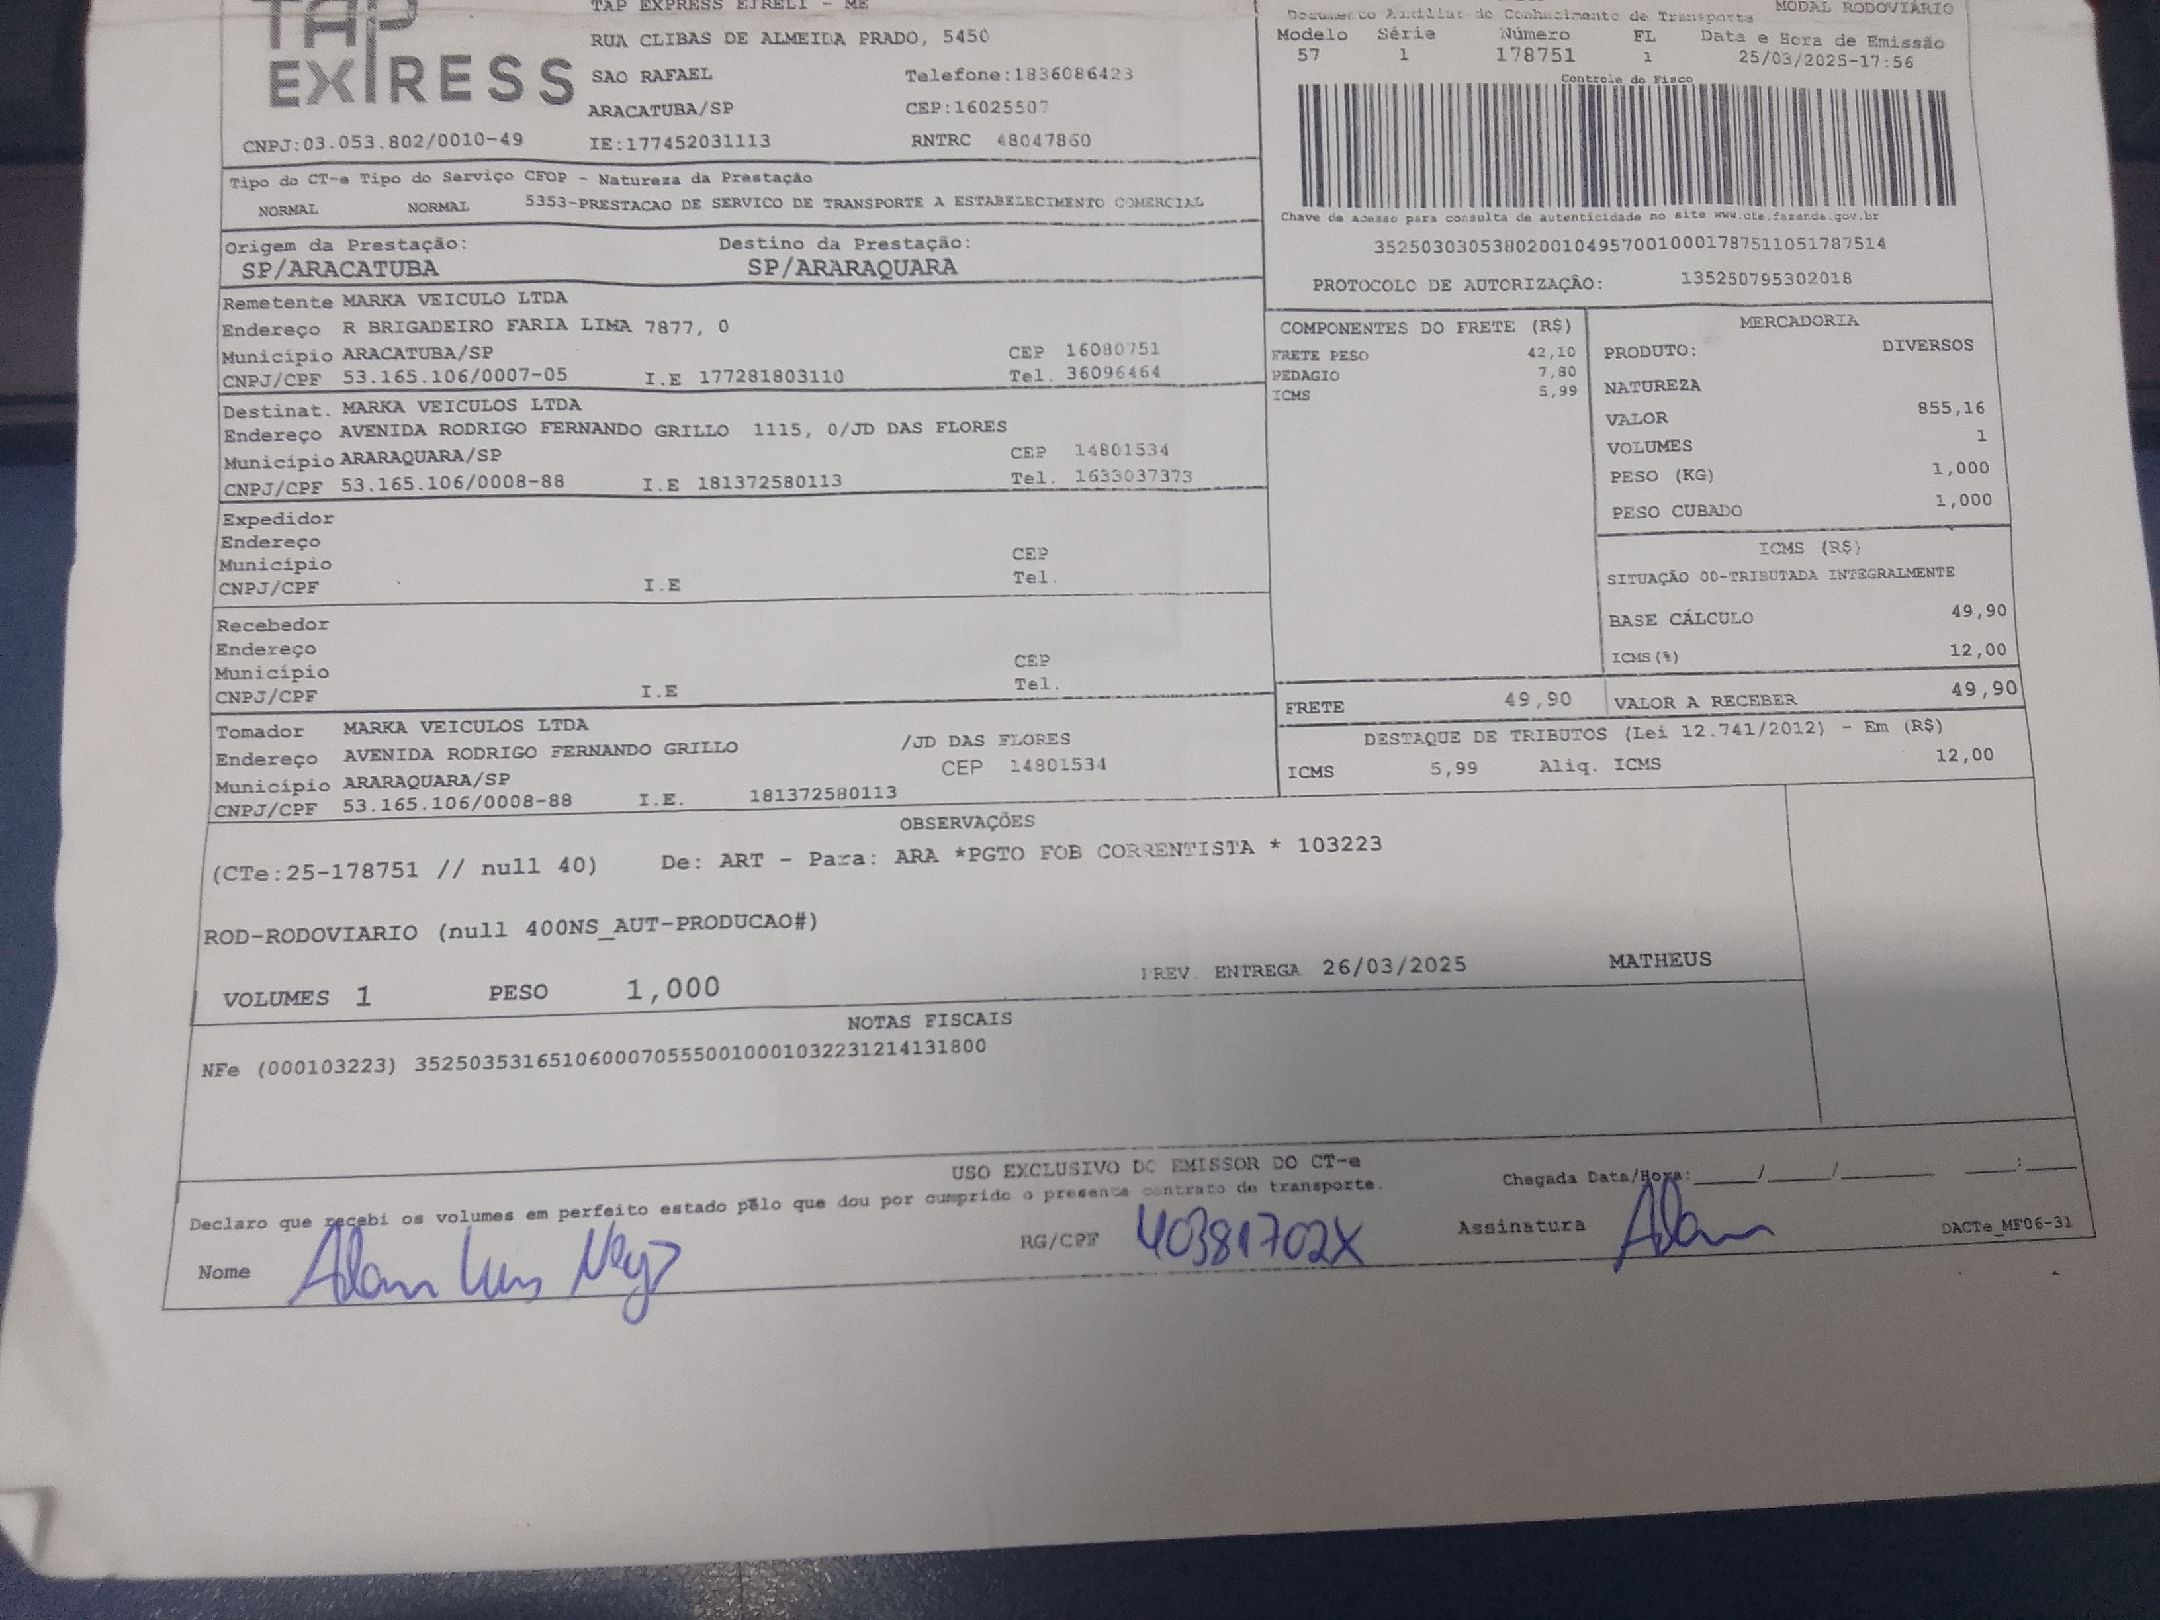 TAP EXPRESS
TAP EXPRESS EIRELI - ME
RUA CLIBAS DE ALMEIDA PRADO, 5450
SAO RAFAEL Telefone:1836086423
ARACATUBA/SP CEP:16025507
CNPJ:03.053.802/0010-49 IE:177452031113 RNTRC 48047860
Documento Auxiliar do Conhecimento de Transporte MODAL RODOVIÁRIO
Modelo Série Número FL Data e Hora de Emissão
57 1 178751 1 25/03/2025-17:56
Controle do Fisco
Chave de acesso para consulta de autenticidade no site www.cte.fazenda.gov.br
35250303053802001049570010001787511051787514
PROTOCOLO DE AUTORIZAÇÃO: 135250795302018
Tipo do CT-e Tipo do Serviço CFOP - Natureza da Prestação
NORMAL NORMAL 5353-PRESTACAO DE SERVICO DE TRANSPORTE A ESTABELECIMENTO COMERCIAL
Origem da Prestação: Destino da Prestação:
SP/ARACATUBA SP/ARARAQUARA
Remetente MARKA VEICULO LTDA
Endereço R BRIGADEIRO FARIA LIMA 7877, 0
Município ARACATUBA/SP CEP 16080751
CNPJ/CPF 53.165.106/0007-05 I.E 177281803110 Tel. 36096464
Destinat. MARKA VEICULOS LTDA
Endereço AVENIDA RODRIGO FERNANDO GRILLO 1115, 0/JD DAS FLORES
Município ARARAQUARA/SP CEP 14801534
CNPJ/CPF 53.165.106/0008-88 I.E 181372580113 Tel. 1633037373
Expedidor
Endereço
Município CEP
CNPJ/CPF I.E Tel.
Recebedor
Endereço
Município CEP
CNPJ/CPF I.E Tel.
Tomador MARKA VEICULOS LTDA
Endereço AVENIDA RODRIGO FERNANDO GRILLO /JD DAS FLORES
Município ARARAQUARA/SP CEP 14801534
CNPJ/CPF 53.165.106/0008-88 I.E. 181372580113
COMPONENTES DO FRETE (R$)
FRETE PESO 42,10
PEDAGIO 7,80
ICMS 5,99
MERCADORIA
PRODUTO: DIVERSOS
NATUREZA
VALOR 855,16
VOLUMES 1
PESO (KG) 1,000
PESO CUBADO 1,000
ICMS (R$)
SITUAÇÃO 00-TRIBUTADA INTEGRALMENTE
BASE CÁLCULO 49,90
ICMS(%) 12,00
FRETE 49,90 VALOR A RECEBER 49,90
DESTAQUE DE TRIBUTOS (Lei 12.741/2012) - Em (R$)
ICMS 5,99 Aliq. ICMS 12,00
OBSERVAÇÕES
(CTe:25-178751 // null 40) De: ART - Para: ARA *PGTO FOB CORRENTISTA * 103223
ROD-RODOVIARIO (null 400NS_AUT-PRODUCAO#)
VOLUMES 1 PESO 1,000 PREV. ENTREGA 26/03/2025 MATHEUS
NOTAS FISCAIS
NFe (000103223) 35250353165106000705550010001032231214131800
USO EXCLUSIVO DO EMISSOR DO CT-e
Declaro que recebi os volumes em perfeito estado pelo que dou por cumprido o presente contrato de transporte.
Chegada Data/Hora:____/____/______ ___:___
Nome Alan Luis RG/CPF 40381702X Assinatura Alan DACTe_MF06-31